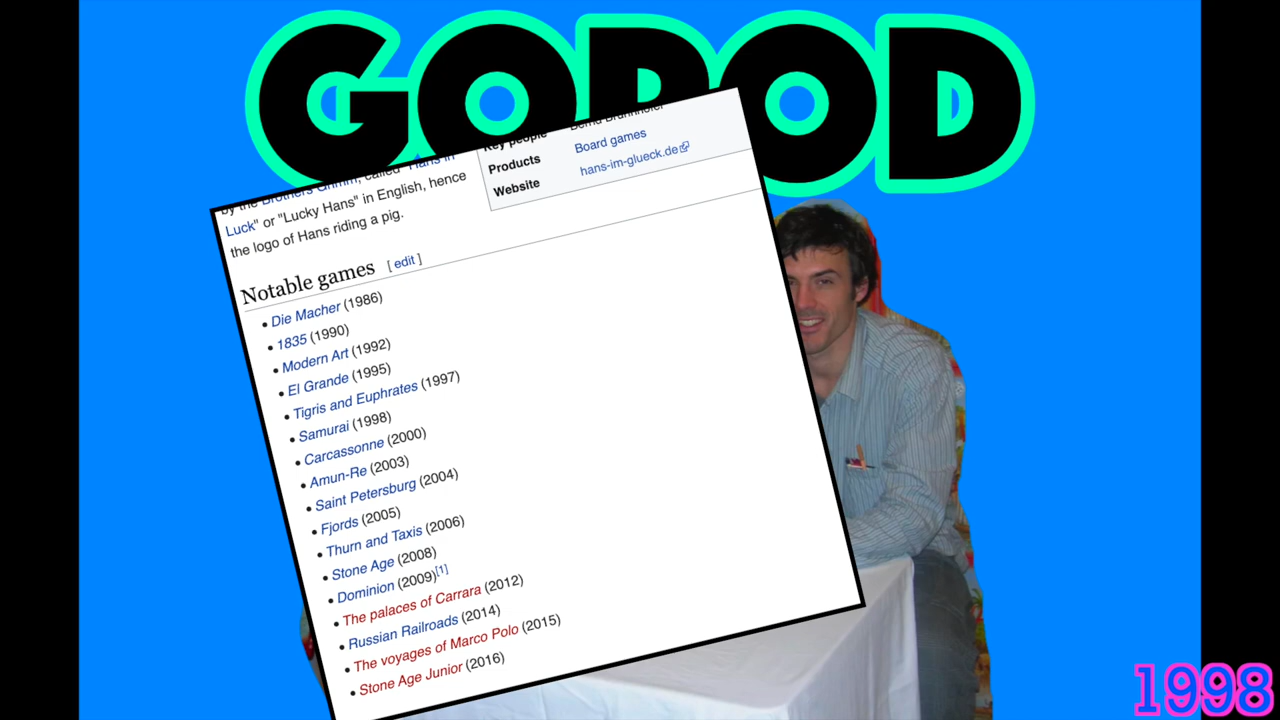 Key people Bernd
Products Board games
Website hans-im-glueck.de
by the Brothers Grimm, called "Hans in
Luck" or "Lucky Hans" in English, hence
the logo of Hans riding a pig.
Notable games [ edit ]
• Die Macher (1986)
• 1835 (1990)
• Modern Art (1992)
• El Grande (1995)
• Tigris and Euphrates (1997)
• Samurai (1998)
• Carcassonne (2000)
• Amun-Re (2003)
• Saint Petersburg (2004)
• Fjords (2005)
• Thurn and Taxis (2006)
• Stone Age (2008)
• Dominion (2009)[1]
• The palaces of Carrara (2012)
• Russian Railroads (2014)
• The voyages of Marco Polo (2015)
• Stone Age Junior (2016)
1998